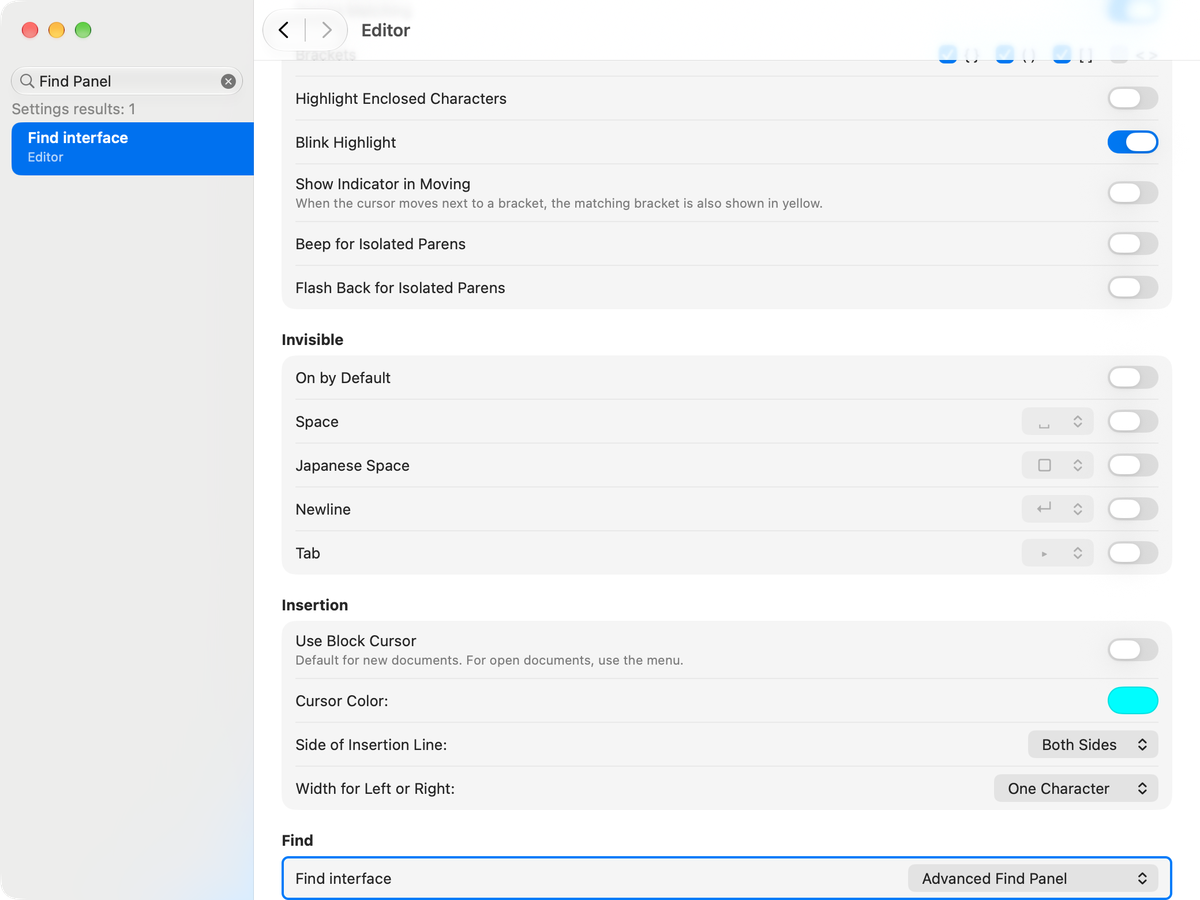 Editor
Find Panel
Settings results: 1
Find interface
Editor
Brackets { } ( ) [ ] < >
Highlight Enclosed Characters
Blink Highlight
Show Indicator in Moving
When the cursor moves next to a bracket, the matching bracket is also shown in yellow.
Beep for Isolated Parens
Flash Back for Isolated Parens
Invisible
On by Default
Space
Japanese Space
Newline
Tab
Insertion
Use Block Cursor
Default for new documents. For open documents, use the menu.
Cursor Color:
Side of Insertion Line: Both Sides
Width for Left or Right: One Character
Find
Find interface Advanced Find Panel